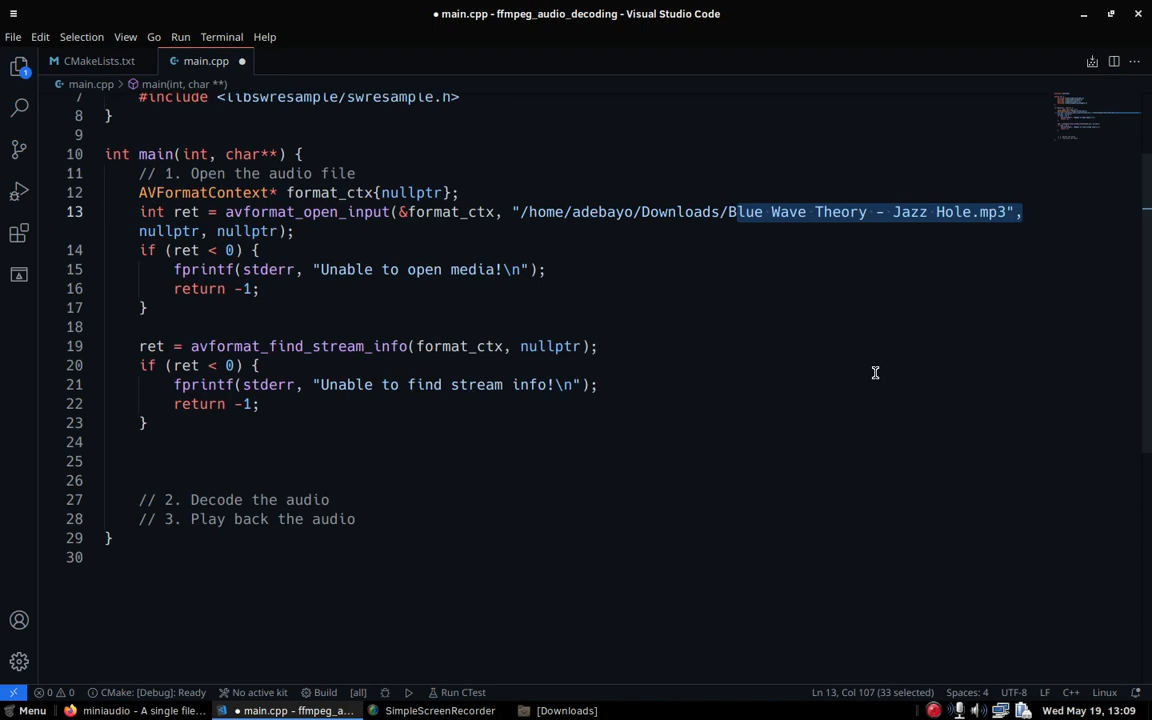 ● main.cpp - ffmpeg_audio_decoding - Visual Studio Code
File Edit Selection View Go Run Terminal Help
CMakeLists.txt main.cpp ●
main.cpp > main(int, char **)
7 #include <libswresample/swresample.h>
8 }
9
10 int main(int, char**) {
11 // 1. Open the audio file
12 AVFormatContext* format_ctx{nullptr};
13 int ret = avformat_open_input(&format_ctx, "/home/adebayo/Downloads/Blue Wave Theory - Jazz Hole.mp3",
nullptr, nullptr);
14 if (ret < 0) {
15 fprintf(stderr, "Unable to open media!\n");
16 return -1;
17 }
18
19 ret = avformat_find_stream_info(format_ctx, nullptr);
20 if (ret < 0) {
21 fprintf(stderr, "Unable to find stream info!\n");
22 return -1;
23 }
24
25
26
27 // 2. Decode the audio
28 // 3. Play back the audio
29 }
30
1
0 0 CMake: [Debug]: Ready No active kit Build [all] Run CTest Ln 13, Col 107 (33 selected) Spaces: 4 UTF-8 LF C++ Linux
Menu miniaudio - A single file... ● main.cpp - ffmpeg_a... SimpleScreenRecorder [Downloads] Wed May 19, 13:09